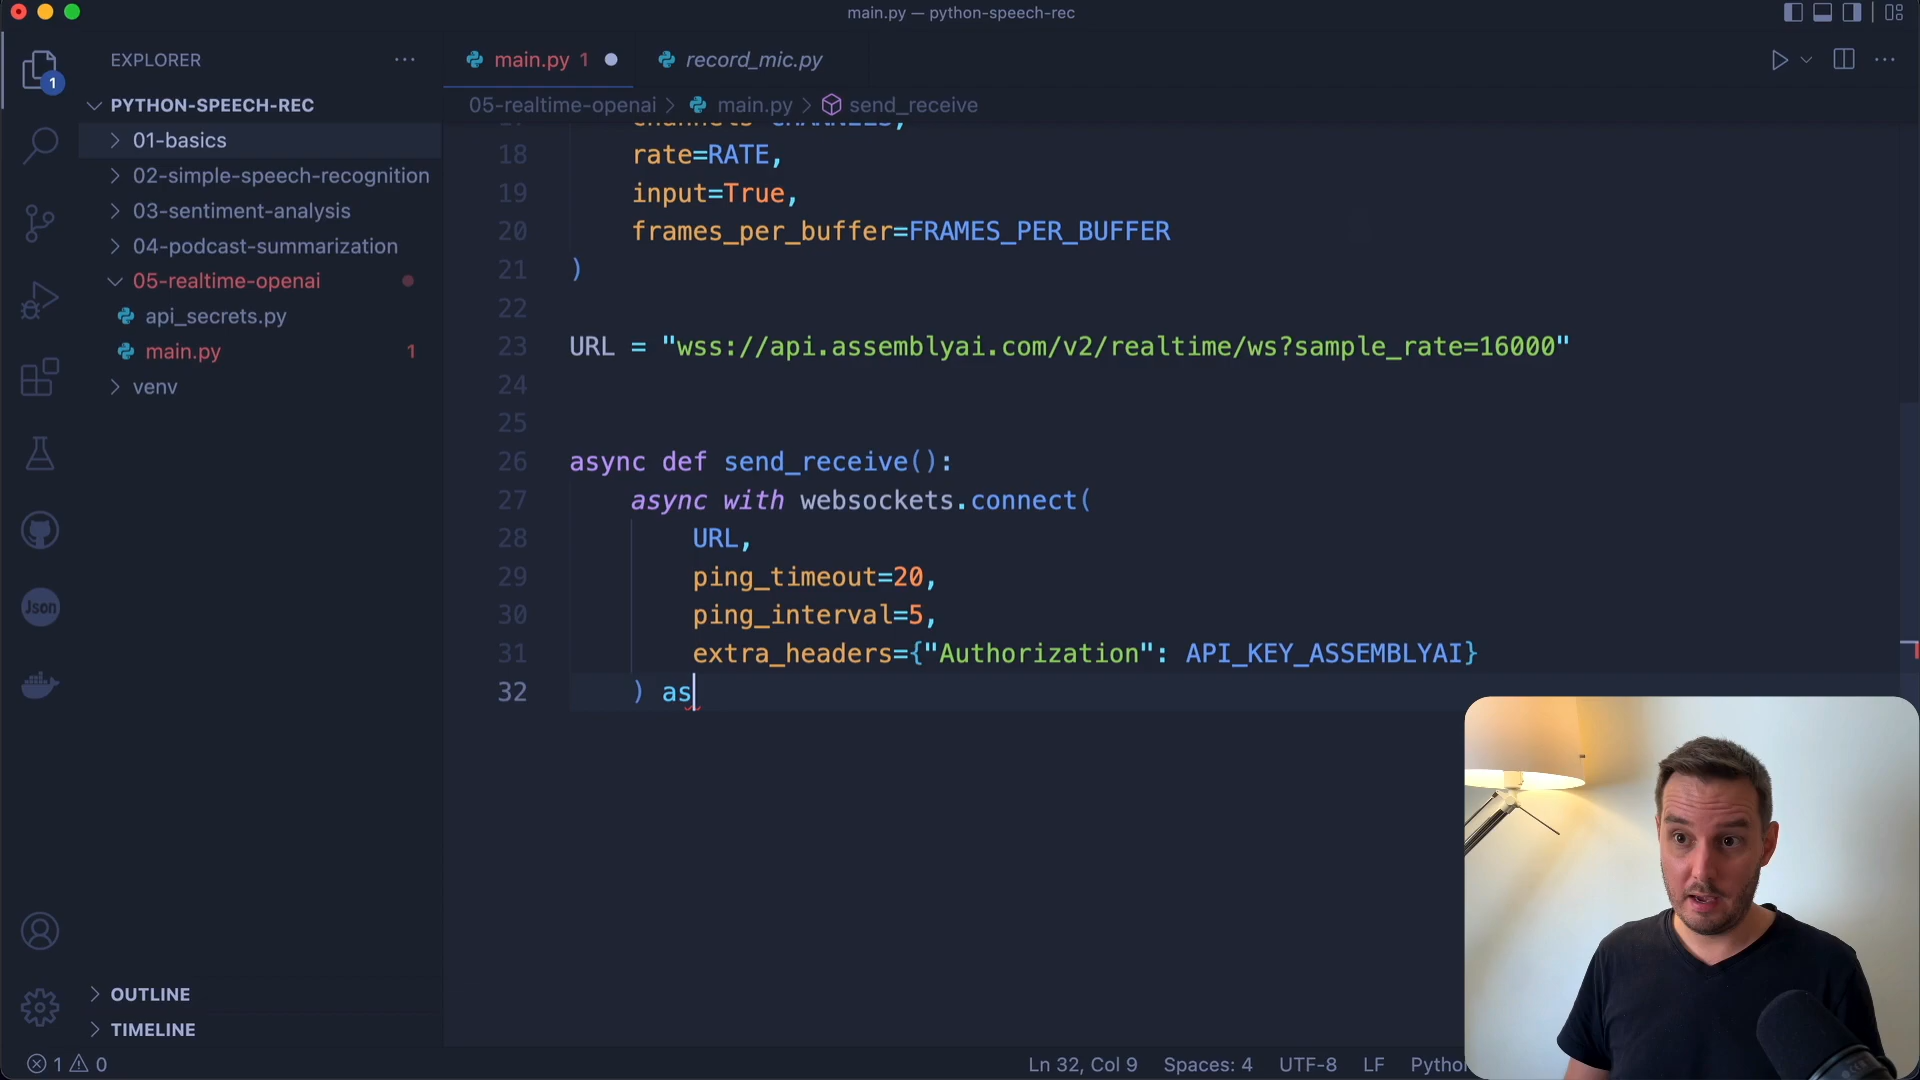 main.py — python-speech-rec
EXPLORER
main.py 1
record_mic.py
1
PYTHON-SPEECH-REC
05-realtime-openai > main.py > send_receive
01-basics
02-simple-speech-recognition
03-sentiment-analysis
04-podcast-summarization
05-realtime-openai
api_secrets.py
main.py 1
venv
18 rate=RATE,
19 input=True,
20 frames_per_buffer=FRAMES_PER_BUFFER
21 )
22
23 URL = "wss://api.assemblyai.com/v2/realtime/ws?sample_rate=16000"
24
25
26 async def send_receive():
27 async with websockets.connect(
28 URL,
29 ping_timeout=20,
30 ping_interval=5,
31 extra_headers={"Authorization": API_KEY_ASSEMBLYAI}
32 ) as
Json
OUTLINE
TIMELINE
1 0
Ln 32, Col 9 Spaces: 4 UTF-8 LF